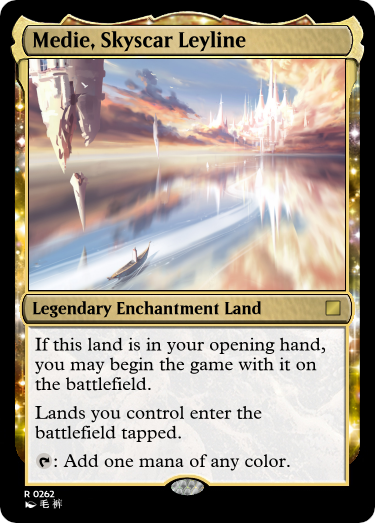 Medie, Skyscar Leyline
Legendary Enchantment Land
If this land is in your opening hand,
you may begin the game with it on
the battlefield.
Lands you control enter the
battlefield tapped.
: Add one mana of any color.
R 0262
毛 裤